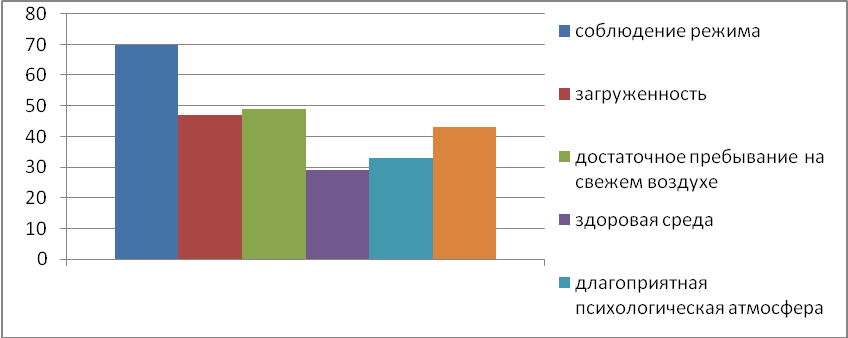 80
70
60
50
40
30
20
10
0
соблюдение режима
загруженность
достаточное пребывание на
свежем воздухе
здоровая среда
длагоприятная
психологическая атмосфера